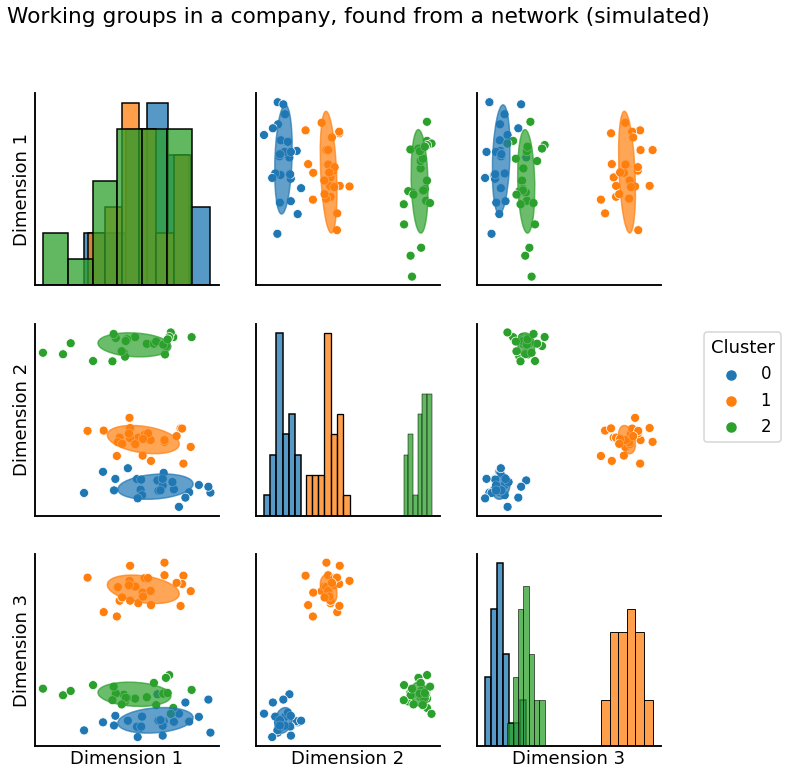 Working groups in a company, found from a network (simulated)
Dimension 1
Dimension 2
Cluster
0
1
2
Dimension 3
Dimension 1
Dimension 2
Dimension 3